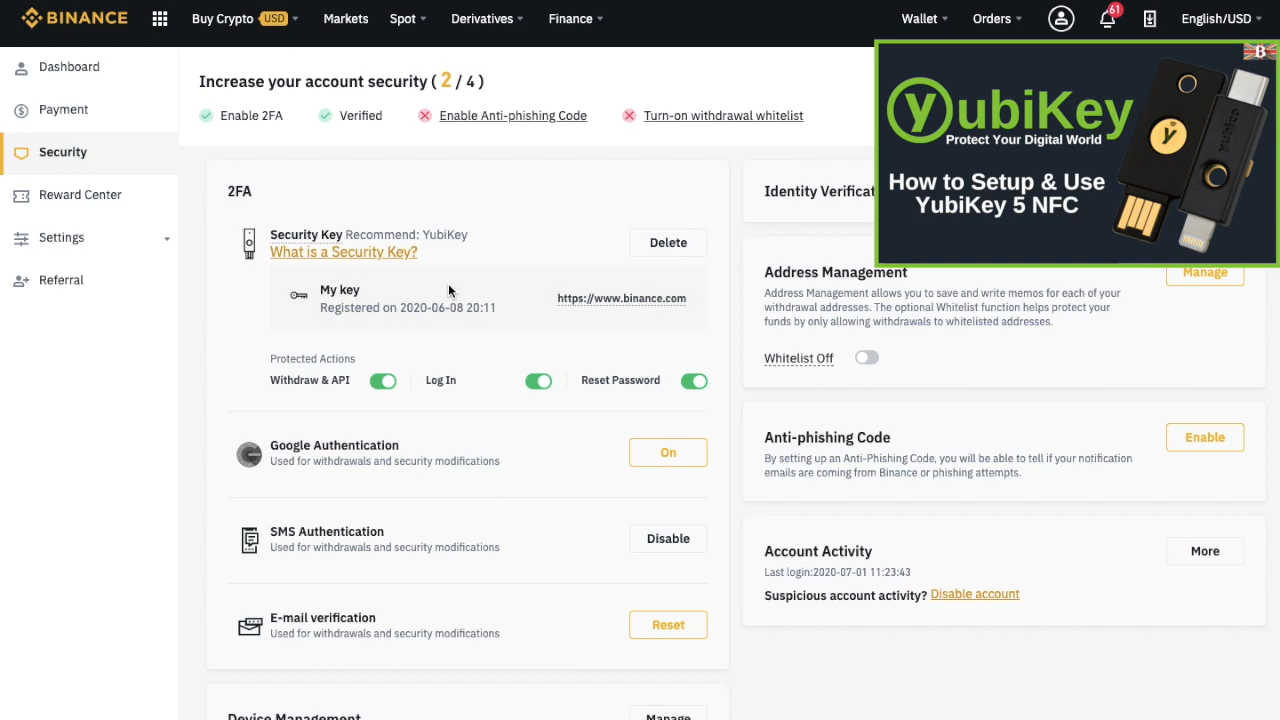 BINANCE
Buy Crypto USD
Markets
Spot
Derivatives
Finance
Wallet
Orders
61
English/USD
Dashboard
Payment
Security
Reward Center
Settings
Referral
Increase your account security ( 2 / 4 )
Enable 2FA
Verified
Enable Anti-phishing Code
Turn-on withdrawal whitelist
B
YubiKey
Protect Your Digital World
How to Setup & Use
YubiKey 5 NFC
2FA
Security Key Recommend: YubiKey
What is a Security Key?
Delete
My key
Registered on 2020-06-08 20:11
https://www.binance.com
Protected Actions
Withdraw & API
Log In
Reset Password
Google Authentication
Used for withdrawals and security modifications
On
SMS Authentication
Used for withdrawals and security modifications
Disable
E-mail verification
Used for withdrawals and security modifications
Reset
Device Management
Manage
Identity Verificat
Address Management
Manage
Address Management allows you to save and write memos for each of your
withdrawal addresses. The optional Whitelist function helps protect your
funds by only allowing withdrawals to whitelisted addresses.
Whitelist Off
Anti-phishing Code
Enable
By setting up an Anti-Phishing Code, you will be able to tell if your notification
emails are coming from Binance or phishing attempts.
Account Activity
More
Last login:2020-07-01 11:23:43
Suspicious account activity? Disable account